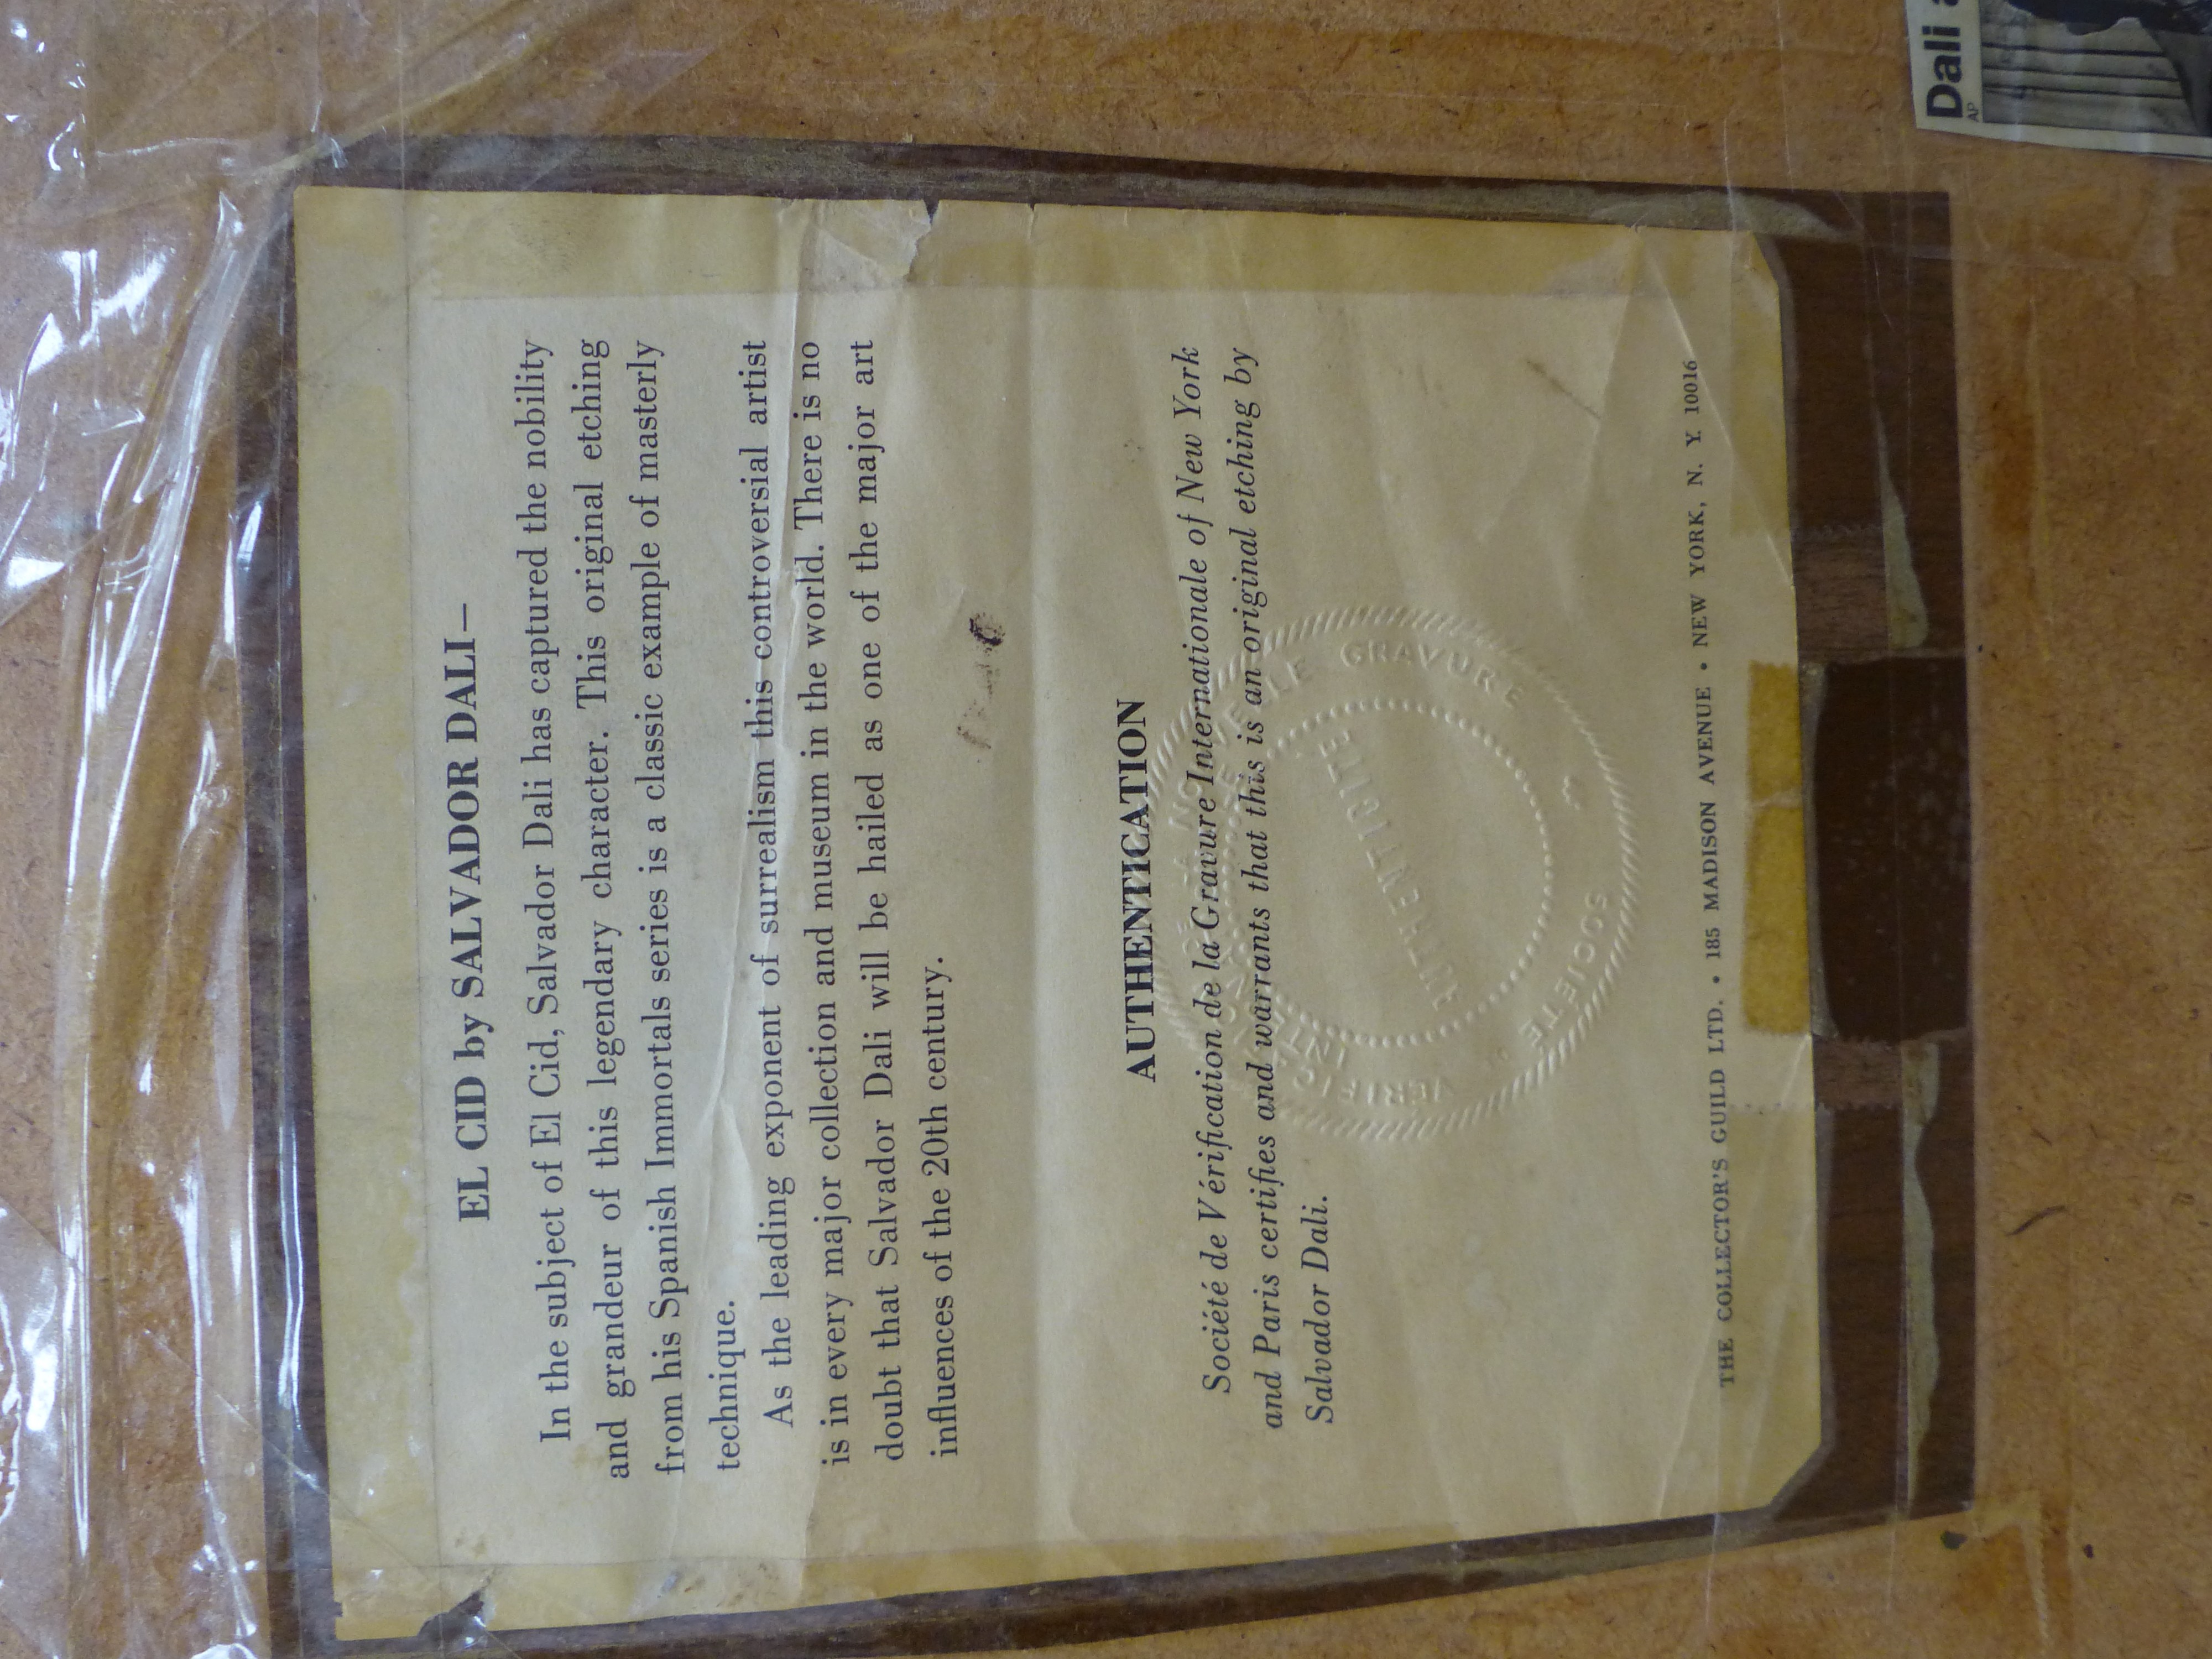 EL CID by SALVADOR DALI—
In the subject of El Cid, Salvador Dali has captured the nobility
and grandeur of this legendary character. This original etching
from his Spanish Immortals series is a classic example of masterly
technique.
As the leading exponent of surrealism this controversial artist
is in every major collection and museum in the world. There is no
doubt that Salvador Dali will be hailed as one of the major art
influences of the 20th century.
AUTHENTICATION
Société de Vérification de la Gravure Internationale of New York
and Paris certifies and warrants that this is an original etching by
Salvador Dali.
SOCIETE VERIFICATION GRAVURE
AUTHENTICITE
THE COLLECTOR'S GUILD LTD. • 185 MADISON AVENUE • NEW YORK, N. Y. 10016
Dali a
AP